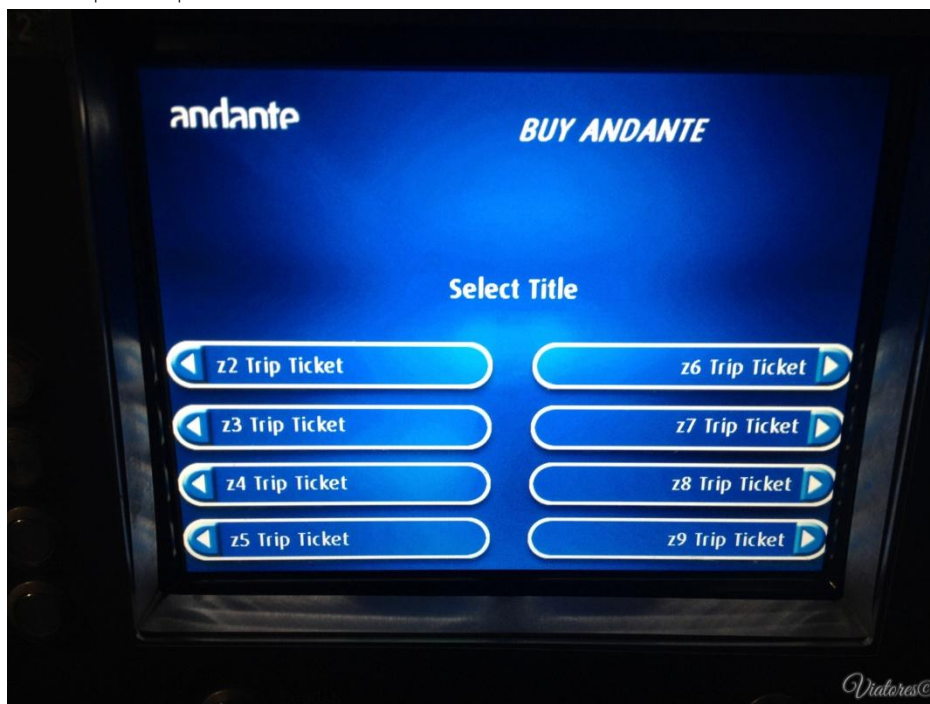 andante
BUY ANDANTE
Select Title
z2 Trip Ticket
z3 Trip Ticket
z4 Trip Ticket
z5 Trip Ticket
z6 Trip Ticket
z7 Trip Ticket
z8 Trip Ticket
z9 Trip Ticket
2
Viatores©